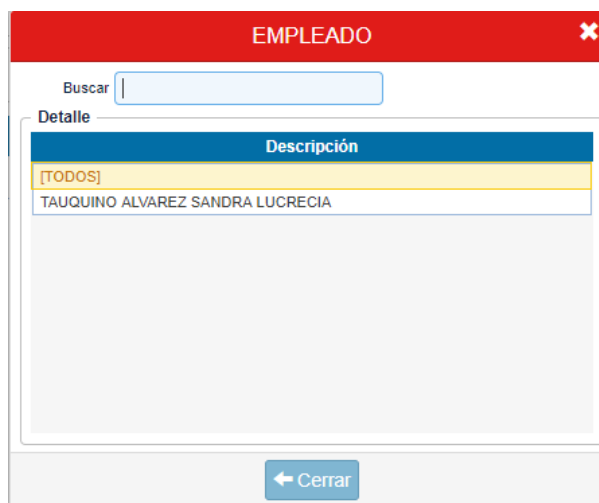 EMPLEADO
Buscar
Detalle
Descripción
[TODOS]
TAUQUINO ALVAREZ SANDRA LUCRECIA
Cerrar